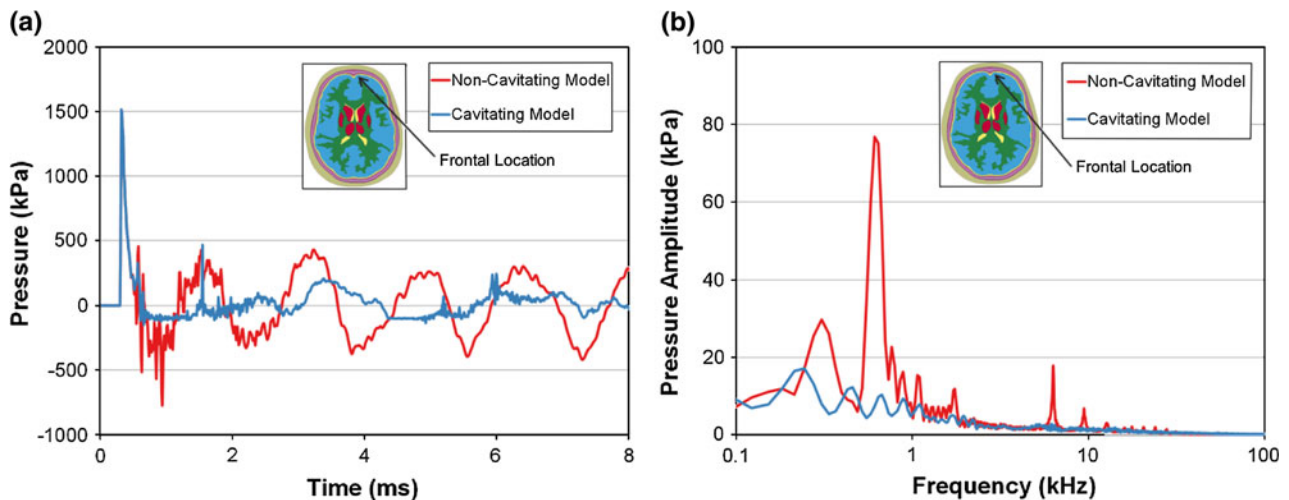 (a)
2000
1500
1000
500
0
-500
-1000
Pressure (kPa)
0 2 4 6 8
Time (ms)
Non-Cavitating Model
Cavitating Model
Frontal Location
(b)
100
80
60
40
20
0
Pressure Amplitude (kPa)
0.1 1 10 100
Frequency (kHz)
Non-Cavitating Model
Cavitating Model
Frontal Location